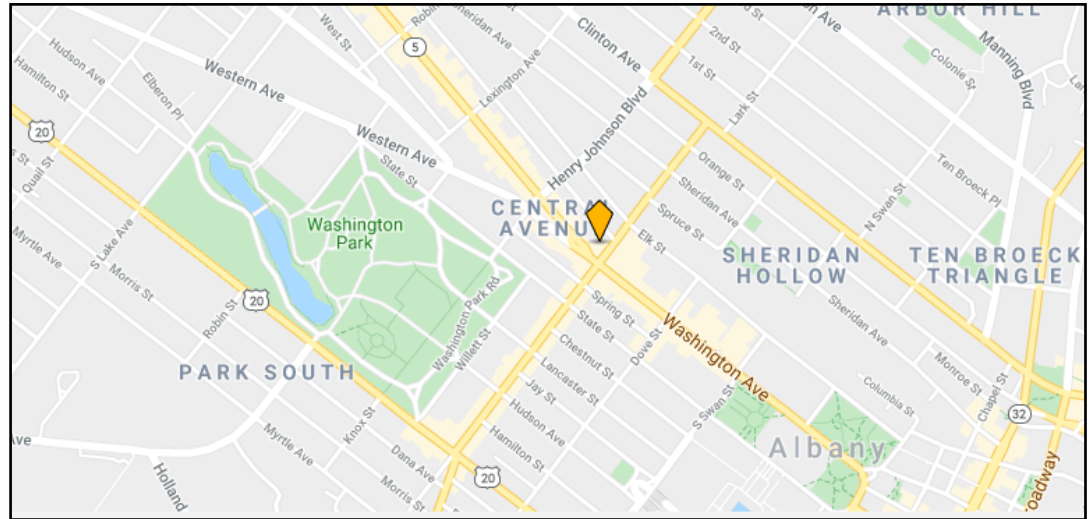 ARBOR HILL
West St
Robin
Sheridan Ave
Clinton Ave
2nd St
1st St
Manning Blvd
Colonie St
5
Hudson Ave
Hamilton St
Elberon Pl
Western Ave
Lexington Ave
Lark St
20
Quail St
Western Ave
State St
Henry Johnson Blvd
Orange St
Sheridan Ave
Spruce St
Elk St
N Swan St
Ten Broeck Pl
CENTRAL
AVENUE
Washington
Park
SHERIDAN
HOLLOW
TEN BROECK
TRIANGLE
Myrtle Ave
S Lake Ave
Morris St
Robin St
20
Washington Park Rd
Willett St
Spring St
State St
Chestnut St
Lancaster St
Jay St
Hudson Ave
Hamilton St
Dove St
Washington Ave
Sheridan Ave
Monroe St
Columbia St
Chapel St
32
PARK SOUTH
Knox St
Myrtle Ave
Dana Ave
Morris St
20
S Swan St
Albany
Holland
Ave
roadway